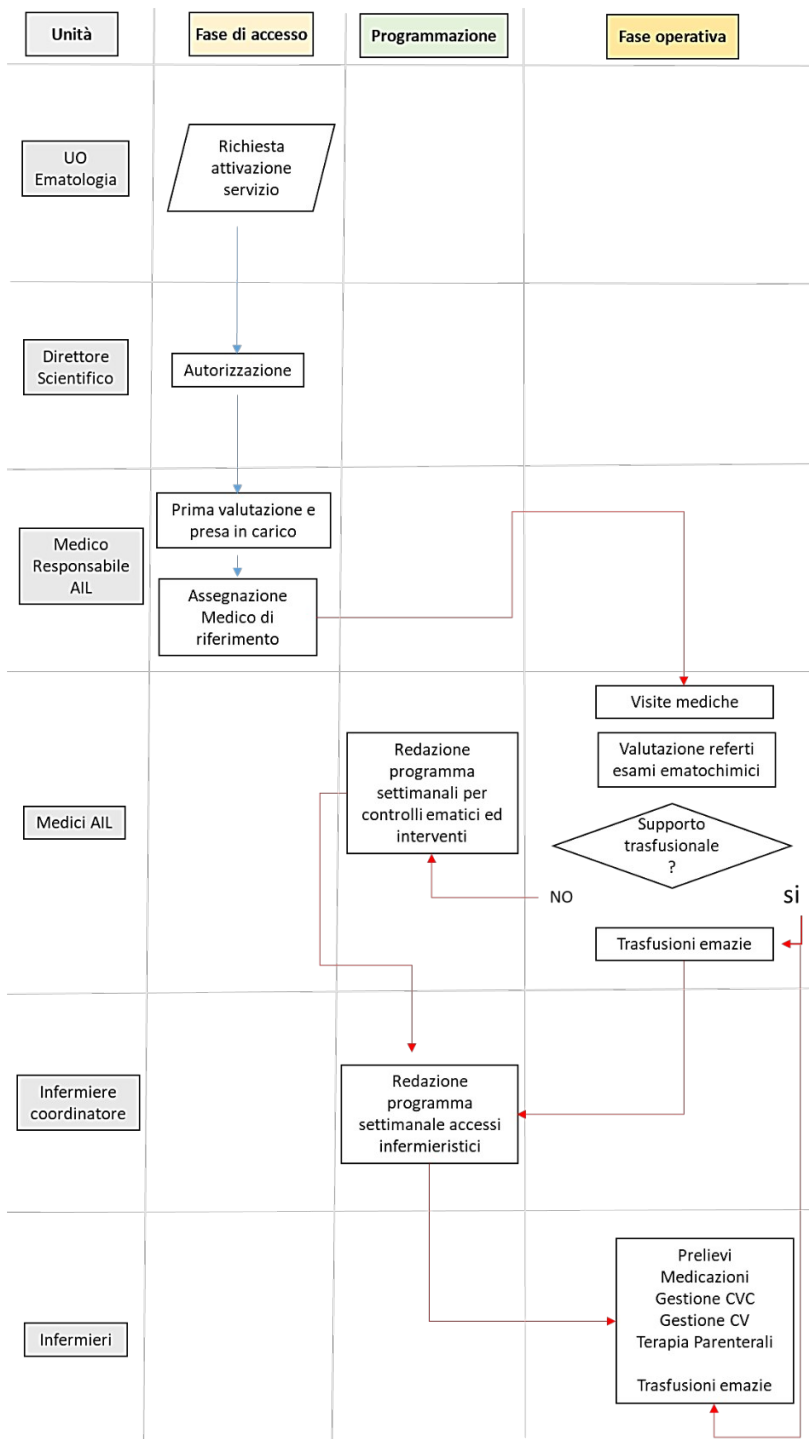 Unità
Fase di accesso
Programmazione
Fase operativa
UO
Ematologia
Richiesta
attivazione
servizio
Direttore
Scientifico
Autorizzazione
Medico
Responsabile
AIL
Prima valutazione e
presa in carico
Assegnazione
Medico di
riferimento
Medici AIL
Redazione
programma
settimanali per
controlli ematici ed
interventi
Visite mediche
Valutazione referti
esami ematochimici
Supporto
trasfusionale
?
NO
si
Trasfusioni emazie
Infermiere
coordinatore
Redazione
programma
settimanale accessi
infermieristici
Infermieri
Prelievi
Medicazioni
Gestione CVC
Gestione CV
Terapia Parenterali
Trasfusioni emazie